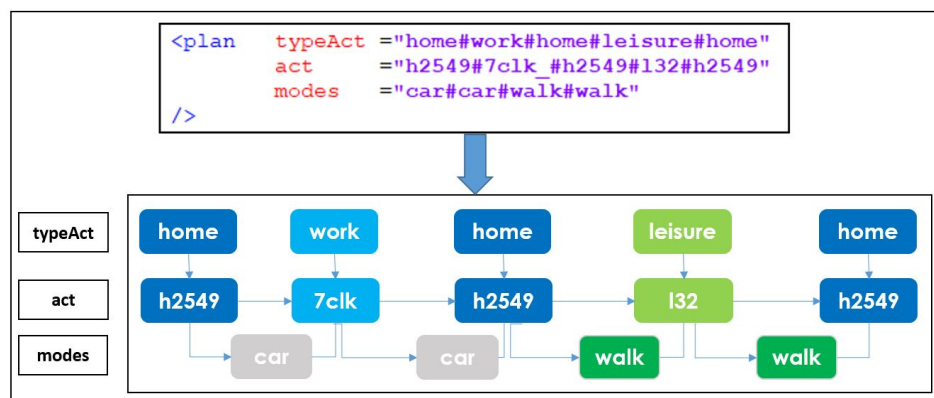 <plan typeAct ="home#work#home#leisure#home"
act ="h2549#7clk_#h2549#l32#h2549"
modes ="car#car#walk#walk"
/>
typeAct home work home leisure home
act h2549 7clk h2549 l32 h2549
modes car car walk walk